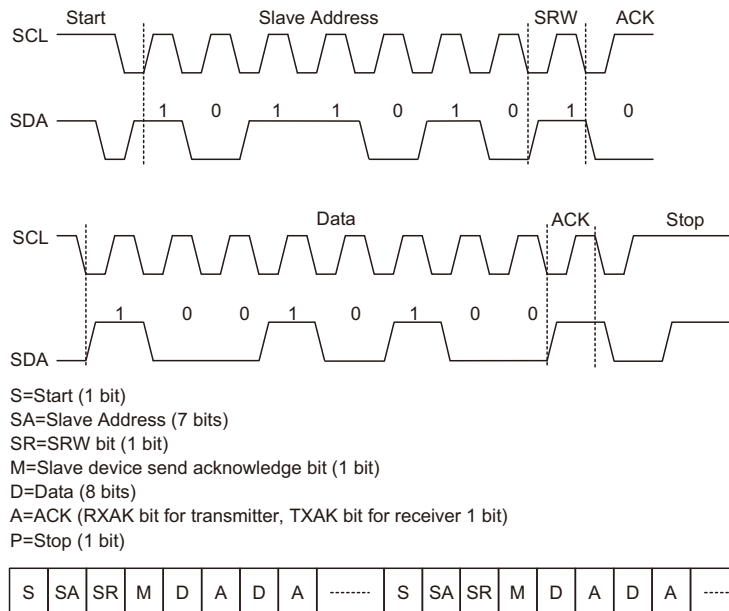 Start Slave Address SRW ACK
SCL
1 0 1 1 0 1 0 1 0
SDA
Data ACK Stop
SCL
1 0 0 1 0 1 0 0
SDA
S=Start (1 bit)
SA=Slave Address (7 bits)
SR=SRW bit (1 bit)
M=Slave device send acknowledge bit (1 bit)
D=Data (8 bits)
A=ACK (RXAK bit for transmitter, TXAK bit for receiver 1 bit)
P=Stop (1 bit)
S SA SR M D A D A ........ S SA SR M D A D A .....